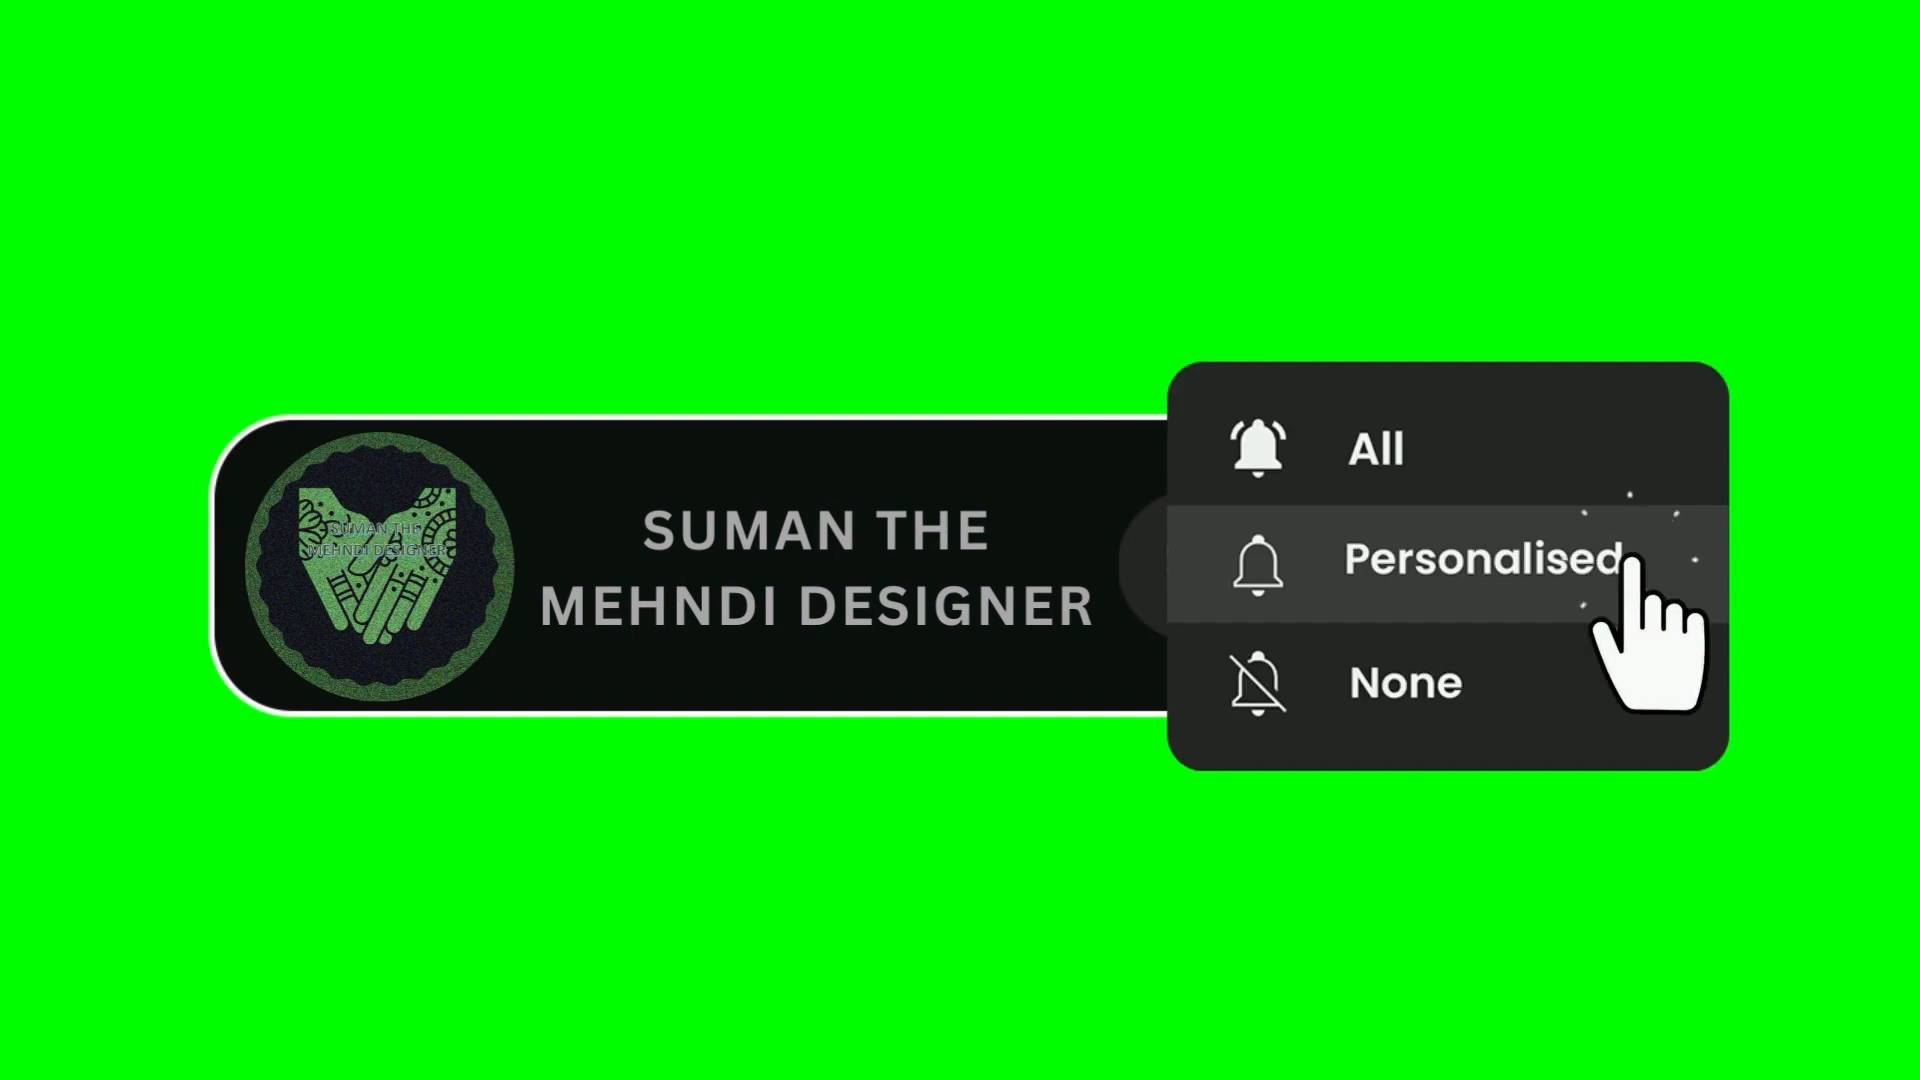 SUMAN THE
MEHNDI DESIGNER
SUMAN THE
MEHNDI DESIGNER
All
Personalised
None